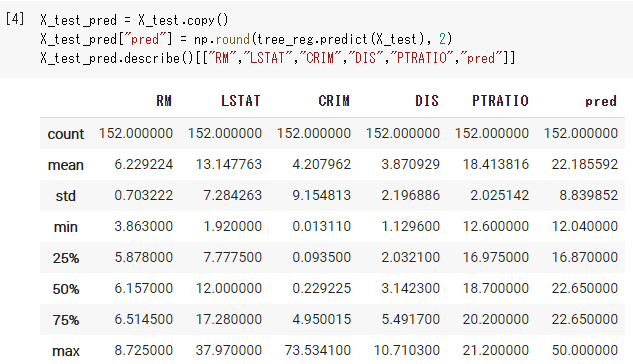 [4] X_test_pred = X_test.copy()
X_test_pred["pred"] = np.round(tree_reg.predict(X_test), 2)
X_test_pred.describe()[["RM","LSTAT","CRIM","DIS","PTRATIO","pred"]]
RM LSTAT CRIM DIS PTRATIO pred
count 152.000000 152.000000 152.000000 152.000000 152.000000 152.000000
mean 6.229224 13.147763 4.207962 3.870929 18.413816 22.185592
std 0.703222 7.284263 9.154813 2.196886 2.025142 8.839852
min 3.863000 1.920000 0.013110 1.129600 12.600000 12.040000
25% 5.878000 7.777500 0.093500 2.032100 16.975000 16.870000
50% 6.157000 12.000000 0.229225 3.142300 18.700000 22.650000
75% 6.514500 17.280000 4.950015 5.491700 20.200000 22.650000
max 8.725000 37.970000 73.534100 10.710300 21.200000 50.000000